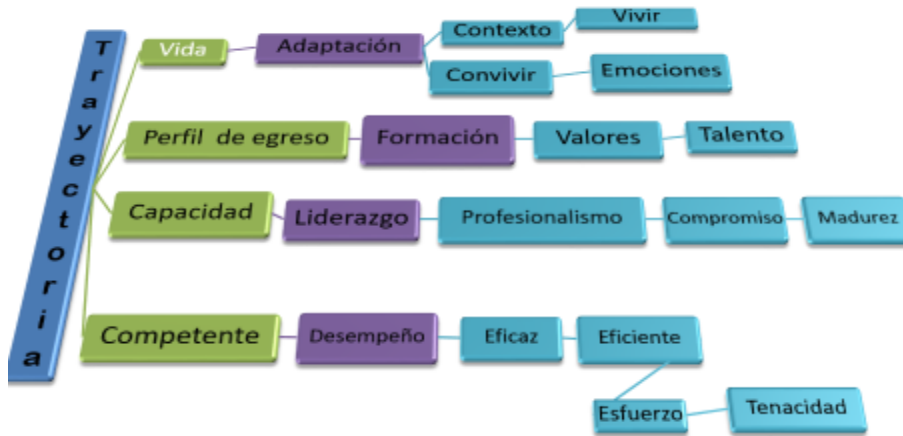 Trayectoria
Vida
Adaptación
Contexto
Vivir
Convivir
Emociones
Perfil de egreso
Formación
Valores
Talento
Capacidad
Liderazgo
Profesionalismo
Compromiso
Madurez
Competente
Desempeño
Eficaz
Eficiente
Esfuerzo
Tenacidad